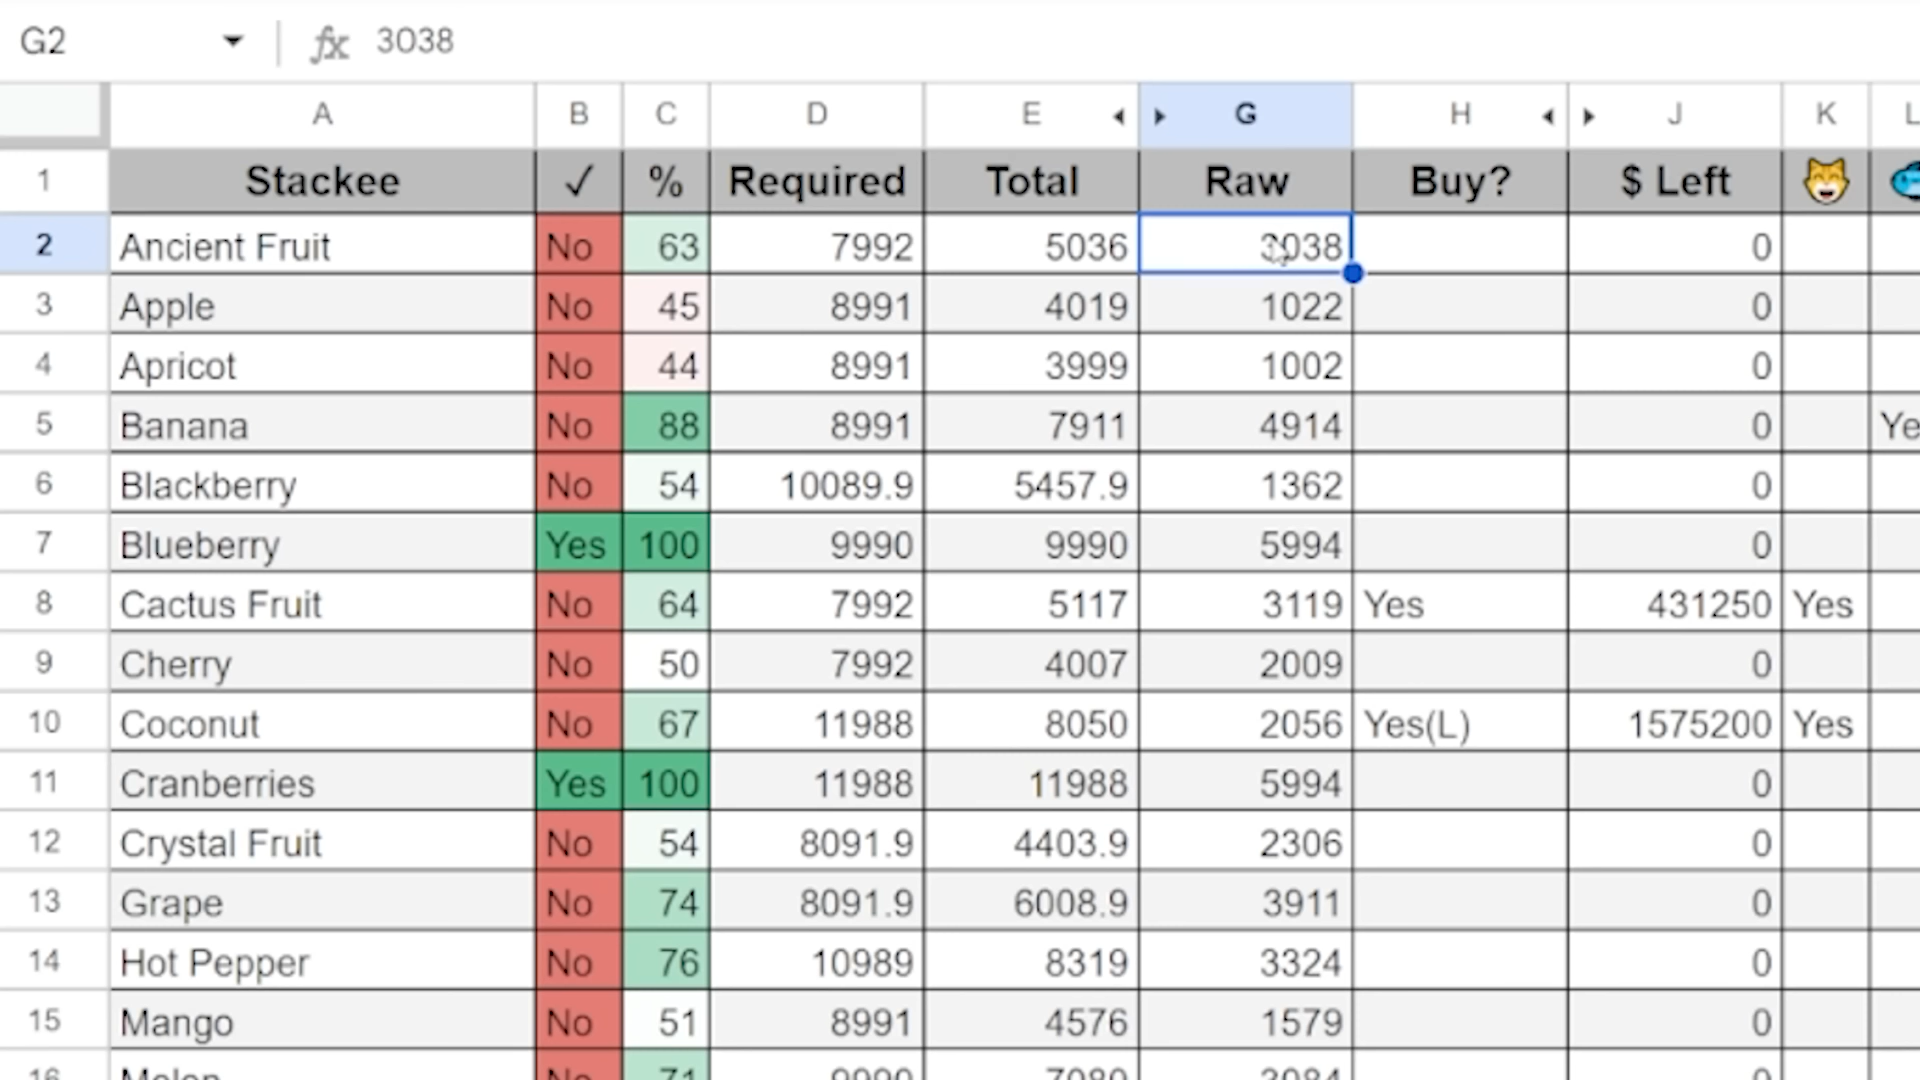 G2 fx 3038
A B C D E G H J K L
1 Stackee ✓ % Required Total Raw Buy? $ Left
2 Ancient Fruit No 63 7992 5036 3038 0
3 Apple No 45 8991 4019 1022 0
4 Apricot No 44 8991 3999 1002 0
5 Banana No 88 8991 7911 4914 0 Ye
6 Blackberry No 54 10089.9 5457.9 1362 0
7 Blueberry Yes 100 9990 9990 5994 0
8 Cactus Fruit No 64 7992 5117 3119 Yes 431250 Yes
9 Cherry No 50 7992 4007 2009 0
10 Coconut No 67 11988 8050 2056 Yes(L) 1575200 Yes
11 Cranberries Yes 100 11988 11988 5994 0
12 Crystal Fruit No 54 8091.9 4403.9 2306 0
13 Grape No 74 8091.9 6008.9 3911 0
14 Hot Pepper No 76 10989 8319 3324 0
15 Mango No 51 8991 4576 1579 0
16 Melon 71